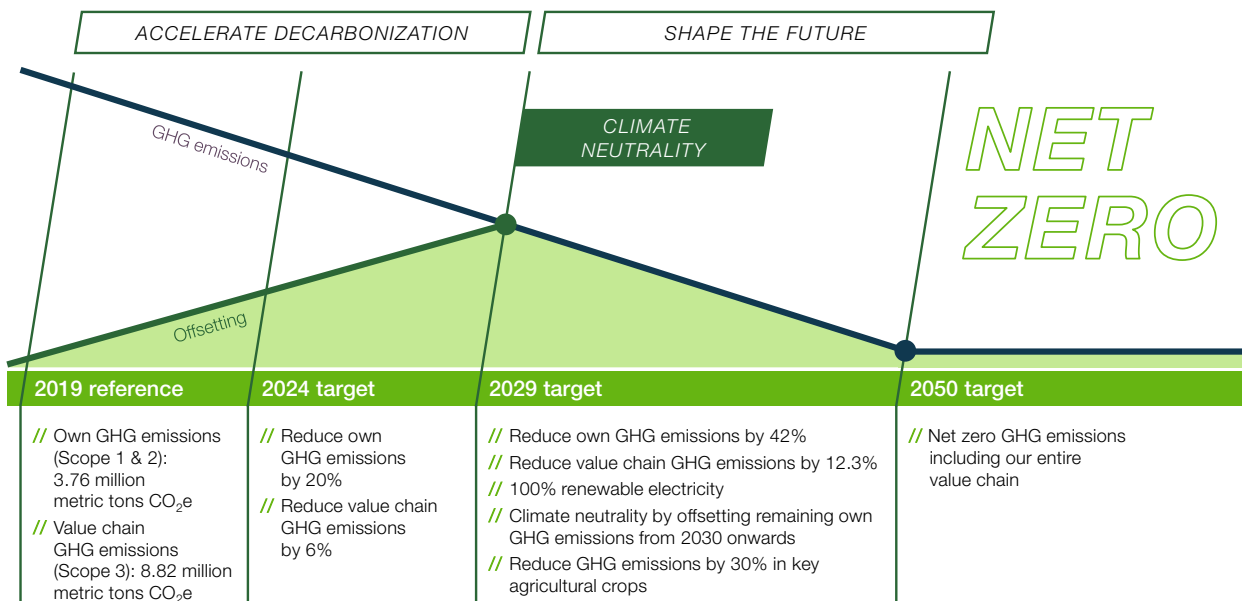 ACCELERATE DECARBONIZATION
SHAPE THE FUTURE
GHG emissions
CLIMATE
NEUTRALITY
NET
ZERO
Offsetting
2019 reference
// Own GHG emissions
(Scope 1 & 2):
3.76 million
metric tons CO₂e
// Value chain
GHG emissions
(Scope 3): 8.82 million
metric tons CO₂e
2024 target
// Reduce own
GHG emissions
by 20%
// Reduce value chain
GHG emissions
by 6%
2029 target
// Reduce own GHG emissions by 42%
// Reduce value chain GHG emissions by 12.3%
// 100% renewable electricity
// Climate neutrality by offsetting remaining own
GHG emissions from 2030 onwards
// Reduce GHG emissions by 30% in key
agricultural crops
2050 target
// Net zero GHG emissions
including our entire
value chain